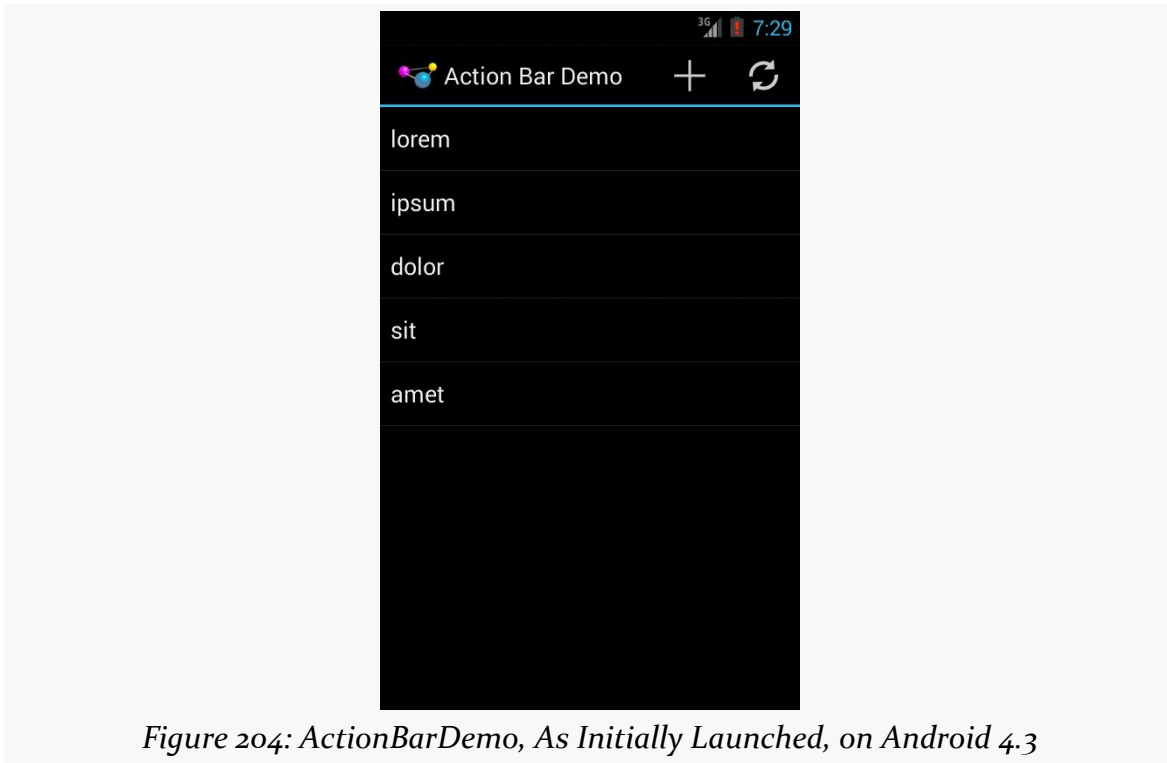 3G 7:29
Action Bar Demo
lorem
ipsum
dolor
sit
amet
Figure 204: ActionBarDemo, As Initially Launched, on Android 4.3